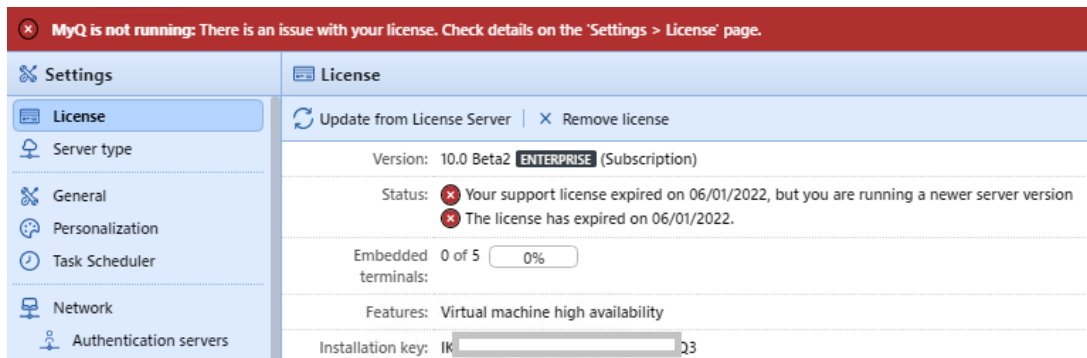 MyQ is not running: There is an issue with your license. Check details on the 'Settings > License' page.
Settings
License
Server type
General
Personalization
Task Scheduler
Network
Authentication servers
License
Update from License Server
Remove license
Version: 10.0 Beta2 ENTERPRISE (Subscription)
Status: Your support license expired on 06/01/2022, but you are running a newer server version
The license has expired on 06/01/2022.
Embedded terminals: 0 of 5 0%
Features: Virtual machine high availability
Installation key: IK Q3